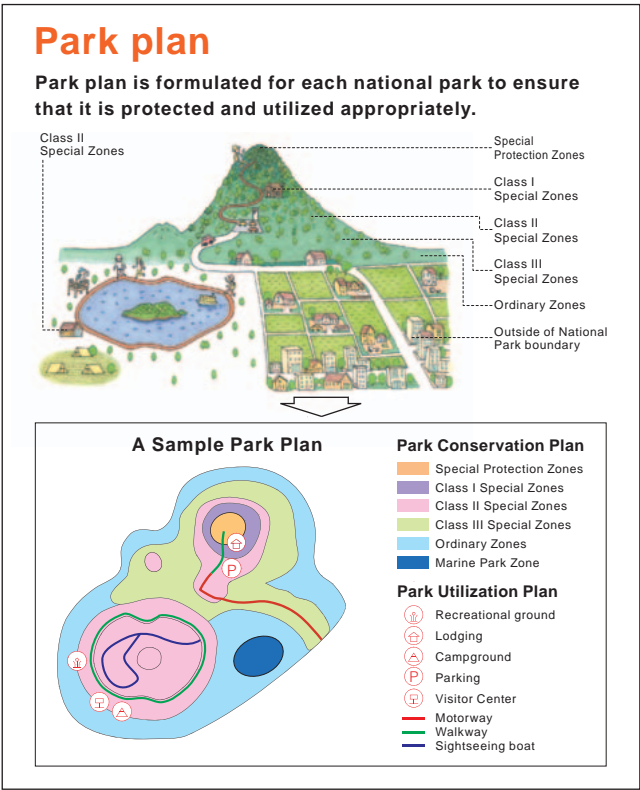 Park plan
Park plan is formulated for each national park to ensure
that it is protected and utilized appropriately.
Class II
Special Zones
Special
Protection Zones
Class I
Special Zones
Class II
Special Zones
Class III
Special Zones
Ordinary Zones
Outside of National
Park boundary
A Sample Park Plan
P
Park Conservation Plan
Special Protection Zones
Class I Special Zones
Class II Special Zones
Class III Special Zones
Ordinary Zones
Marine Park Zone
Park Utilization Plan
Recreational ground
Lodging
Campground
P Parking
Visitor Center
Motorway
Walkway
Sightseeing boat